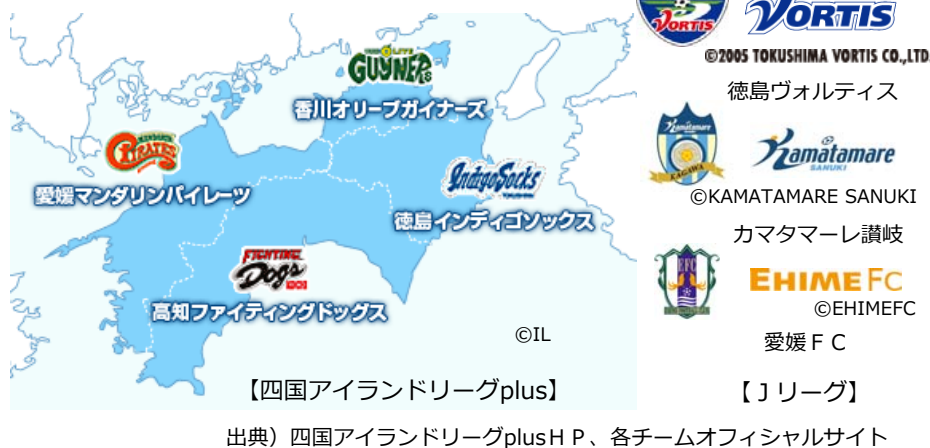 OLIVE
GUYNERS
香川オリーブガイナーズ
MANDARIN
PIRATES
愛媛マンダリンパイレーツ
IndigoSocks
TOKUSHIMA
徳島インディゴソックス
FIGHTING
Dogs
高知ファイティングドッグス
©IL
【四国アイランドリーグplus】
VORTIS
VORTIS
©2005 TOKUSHIMA VORTIS CO.,LTD
徳島ヴォルティス
Kamatamare
KAGAWA
Kamatamare
SANUKI
©KAMATAMARE SANUKI
カマタマーレ讃岐
EFC
EHIME FC
©EHIMEFC
愛媛ＦＣ
【Ｊリーグ】
出典）四国アイランドリーグplusＨＰ、各チームオフィシャルサイト